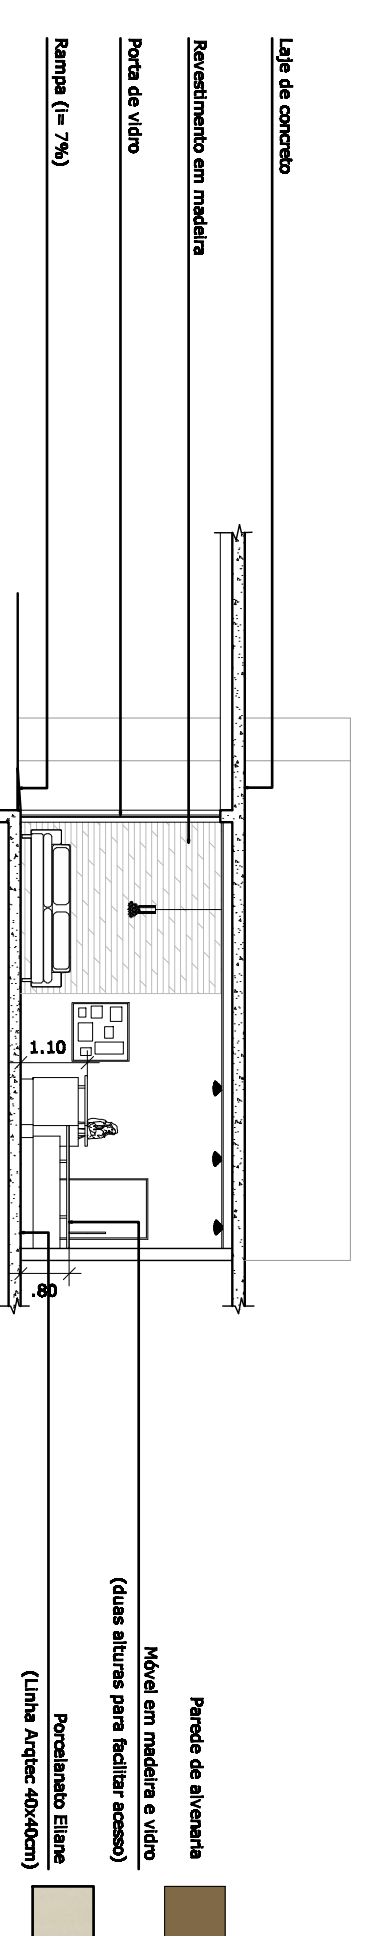 Laje de concreto
Revestimento em madeira
Porta de vidro
Rampa (i= 7%)
1.10
.80
Parede de alvenaria
Móvel em madeira e vidro
(duas alturas para facilitar acesso)
Porcelanato Eliane
(Linha Arqtec 40x40cm)